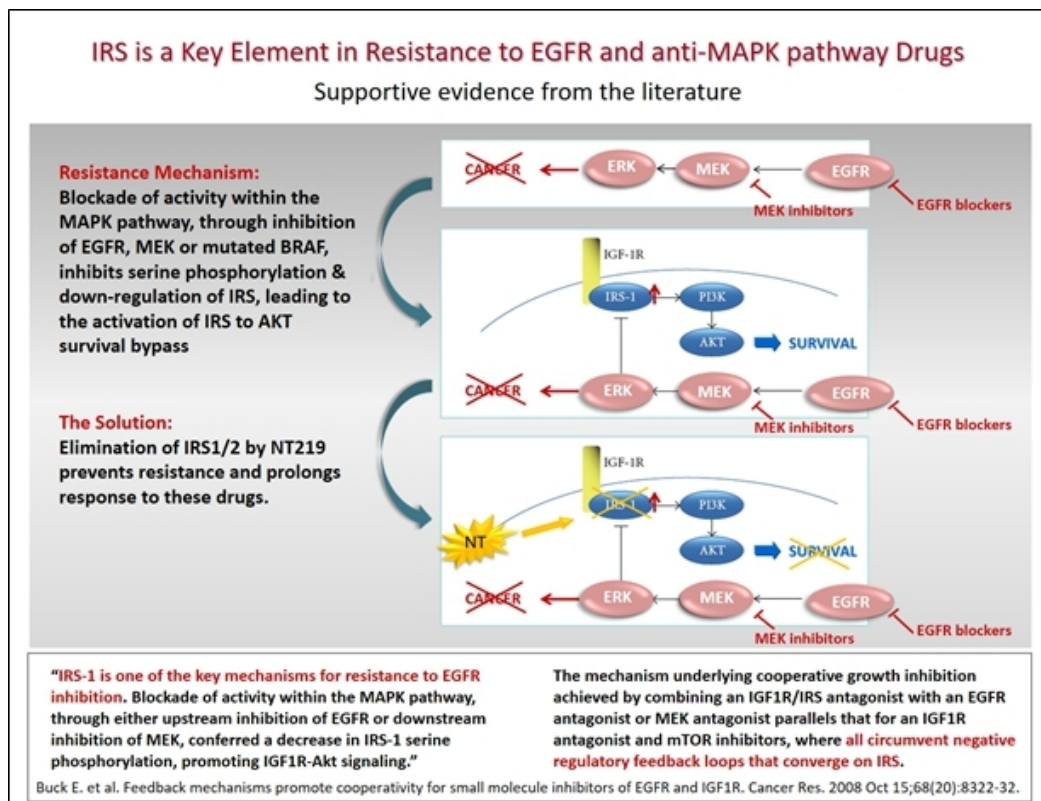 IRS is a Key Element in Resistance to EGFR and anti-MAPK pathway Drugs
Supportive evidence from the literature
Resistance Mechanism:
Blockade of activity within the
MAPK pathway, through inhibition
of EGFR, MEK or mutated BRAF,
inhibits serine phosphorylation &
down-regulation of IRS, leading to
the activation of IRS to AKT
survival bypass
The Solution:
Elimination of IRS1/2 by NT219
prevents resistance and prolongs
response to these drugs.
CANCER ERK MEK EGFR
MEK inhibitors
EGFR blockers
IGF-1R
IRS-1 PI3K
AKT SURVIVAL
CANCER ERK MEK EGFR
MEK inhibitors
EGFR blockers
IGF-1R
IRS-1 PI3K
NT
AKT SURVIVAL
CANCER ERK MEK EGFR
MEK inhibitors
EGFR blockers
"IRS-1 is one of the key mechanisms for resistance to EGFR
inhibition. Blockade of activity within the MAPK pathway,
through either upstream inhibition of EGFR or downstream
inhibition of MEK, conferred a decrease in IRS-1 serine
phosphorylation, promoting IGF1R-Akt signaling."
The mechanism underlying cooperative growth inhibition
achieved by combining an IGF1R/IRS antagonist with an EGFR
antagonist or MEK antagonist parallels that for an IGF1R
antagonist and mTOR inhibitors, where all circumvent negative
regulatory feedback loops that converge on IRS.
Buck E. et al. Feedback mechanisms promote cooperativity for small molecule inhibitors of EGFR and IGF1R. Cancer Res. 2008 Oct 15;68(20):8322-32.